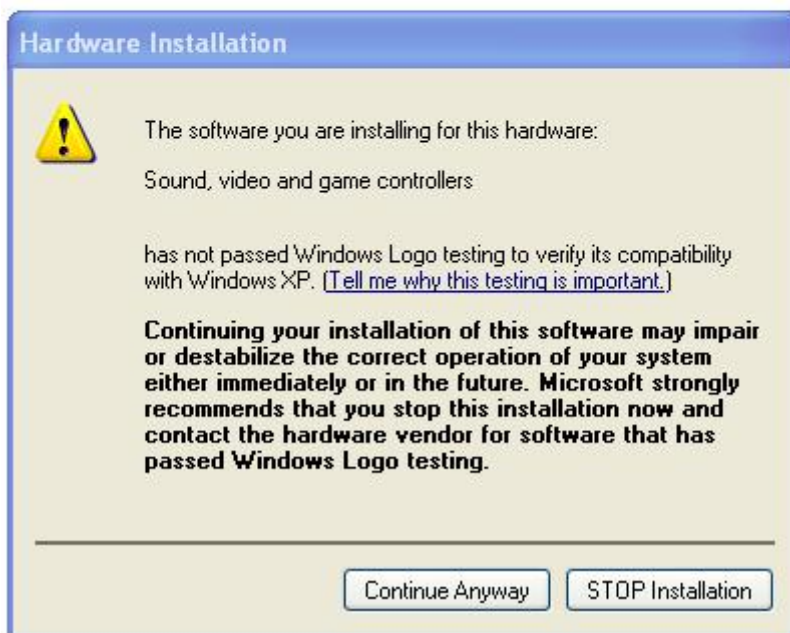 Hardware Installation
The software you are installing for this hardware:
Sound, video and game controllers
has not passed Windows Logo testing to verify its compatibility
with Windows XP. (Tell me why this testing is important.)
Continuing your installation of this software may impair
or destabilize the correct operation of your system
either immediately or in the future. Microsoft strongly
recommends that you stop this installation now and
contact the hardware vendor for software that has
passed Windows Logo testing.
Continue Anyway
STOP Installation